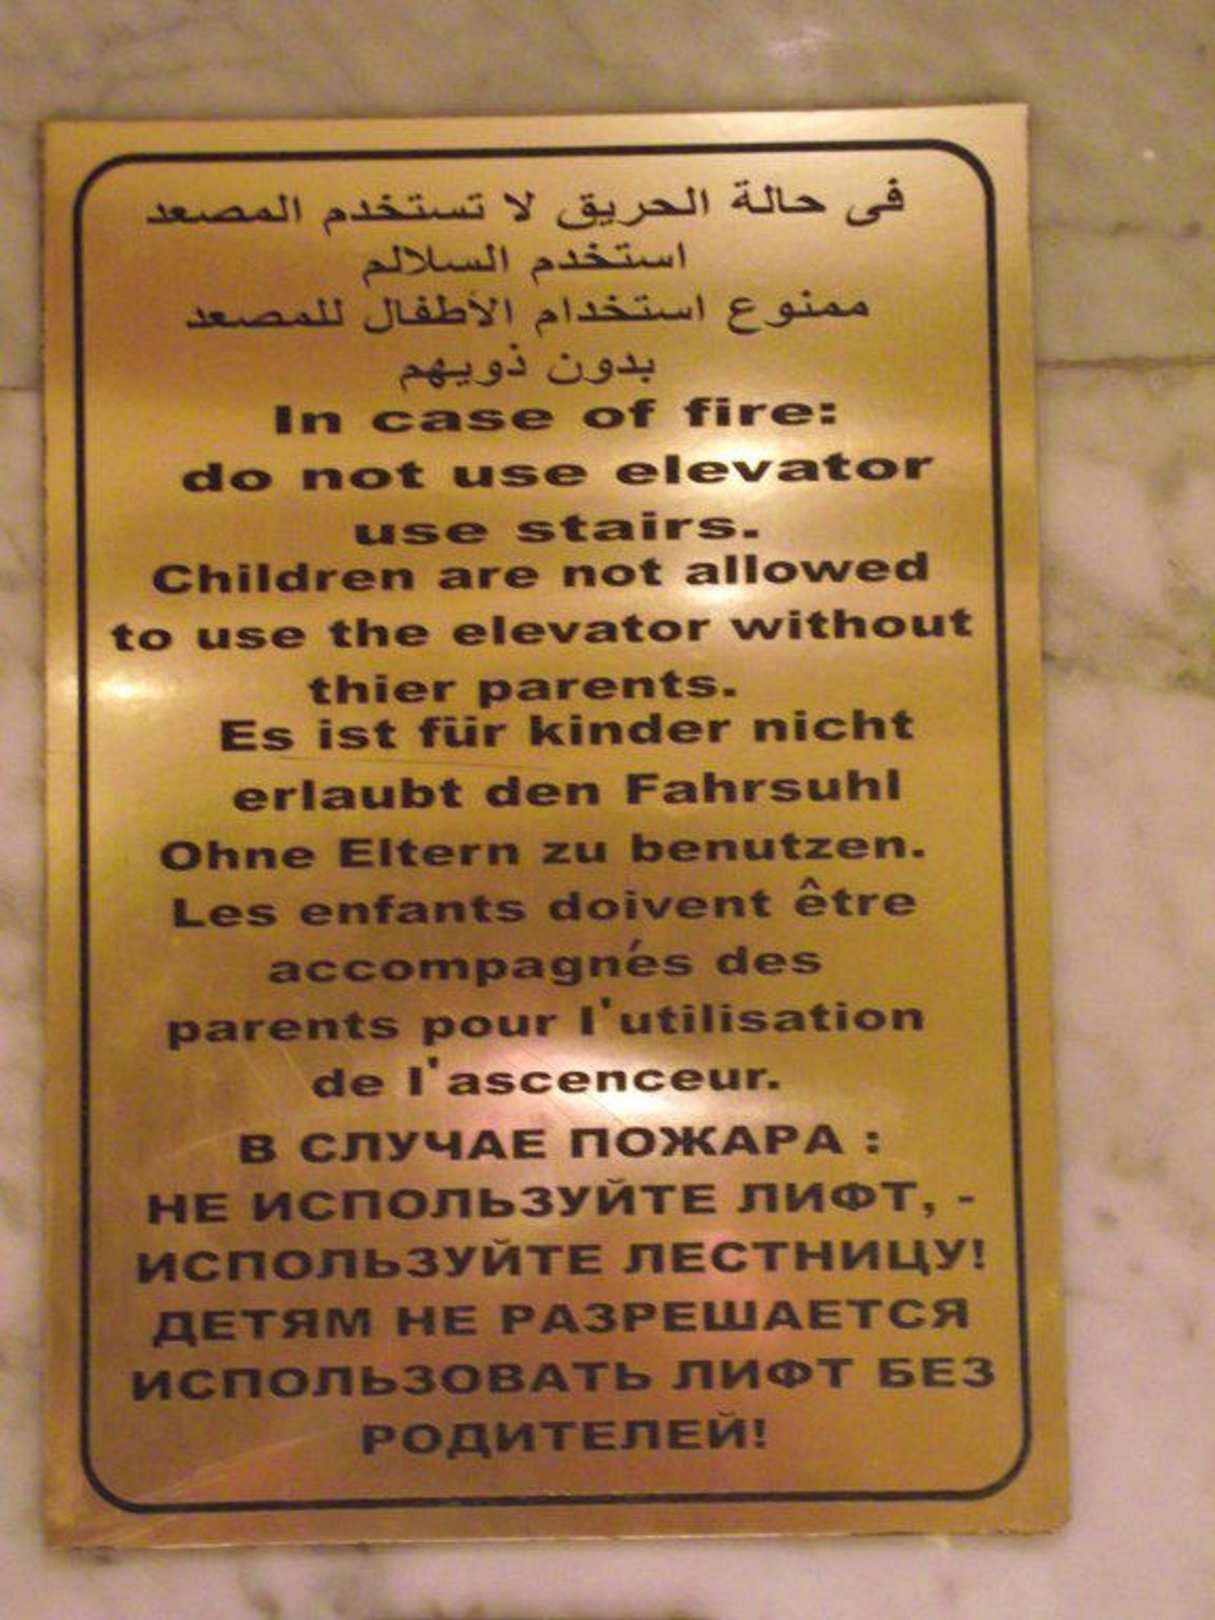 فى حالة الحريق لا تستخدم المصعد
استخدم السلالم
ممنوع استخدام الأطفال للمصعد
بدون ذويهم
In case of fire:
do not use elevator
use stairs.
Children are not allowed
to use the elevator without
thier parents.
Es ist für kinder nicht
erlaubt den Fahrsuhl
Ohne Eltern zu benutzen.
Les enfants doivent être
accompagnés des
parents pour l'utilisation
de l'ascenceur.
В СЛУЧАЕ ПОЖАРА :
НЕ ИСПОЛЬЗУЙТЕ ЛИФТ, -
ИСПОЛЬЗУЙТЕ ЛЕСТНИЦУ!
ДЕТЯМ НЕ РАЗРЕШАЕТСЯ
ИСПОЛЬЗОВАТЬ ЛИФТ БЕЗ
РОДИТЕЛЕЙ!